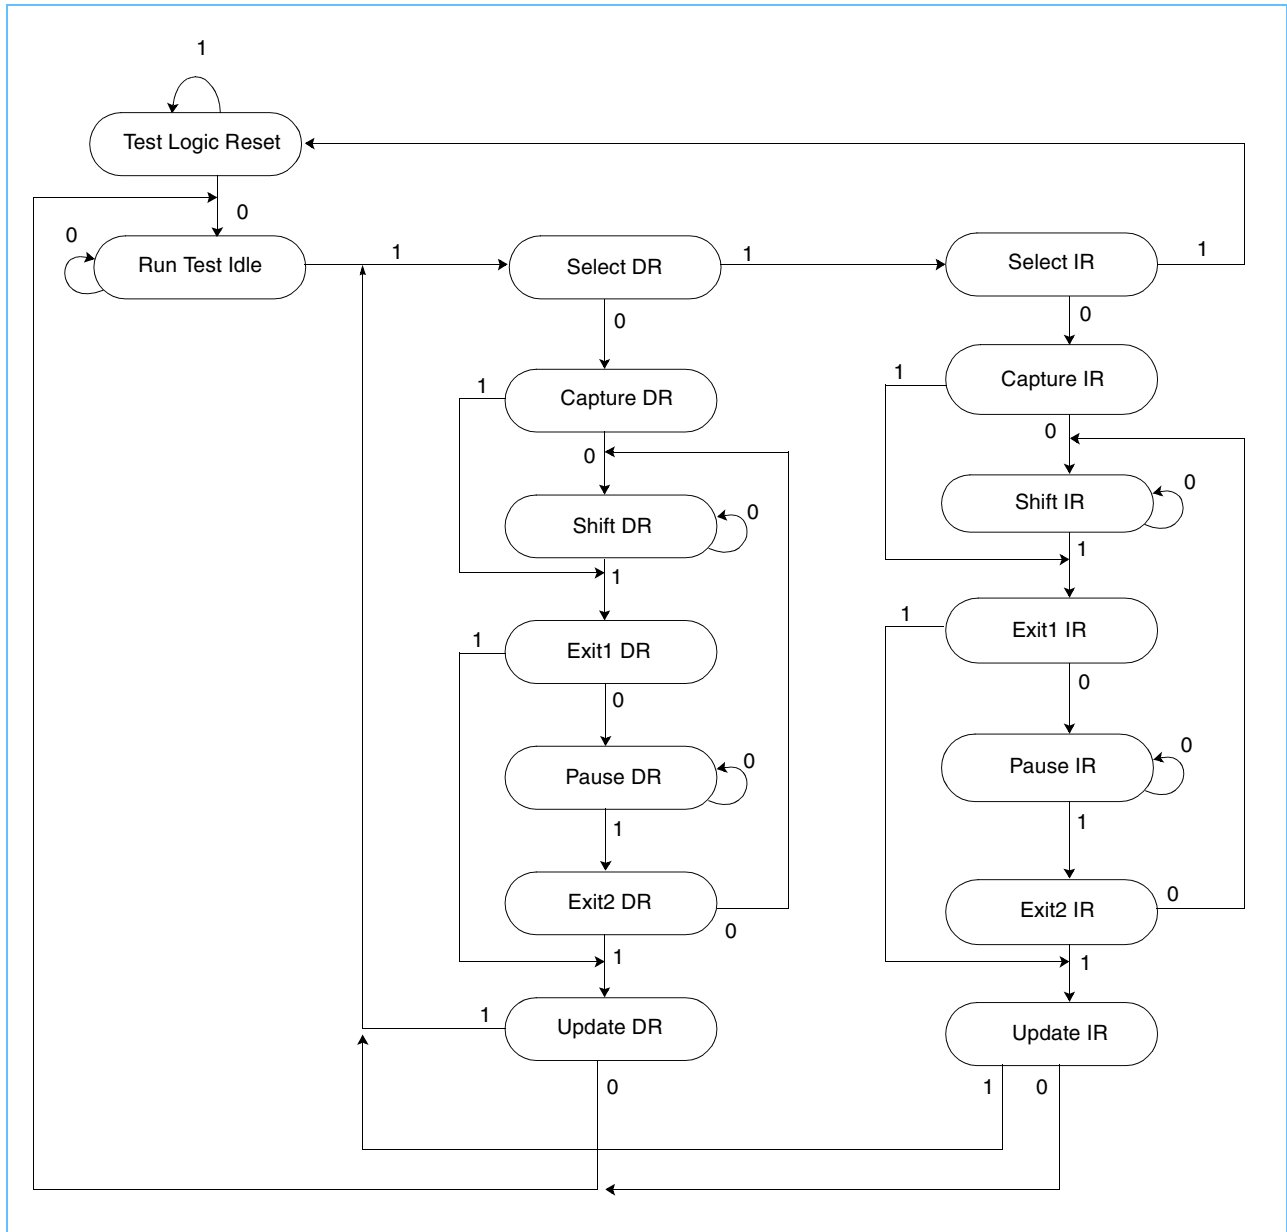 1
Test Logic Reset
0
0
Run Test Idle
1
Select DR
1
Select IR
1
0
0
1
Capture DR
1
Capture IR
0
0
Shift DR
0
Shift IR
0
1
1
1
Exit1 DR
1
Exit1 IR
0
0
Pause DR
0
Pause IR
0
1
1
Exit2 DR
0
Exit2 IR
0
1
1
1
Update DR
Update IR
0
1
0